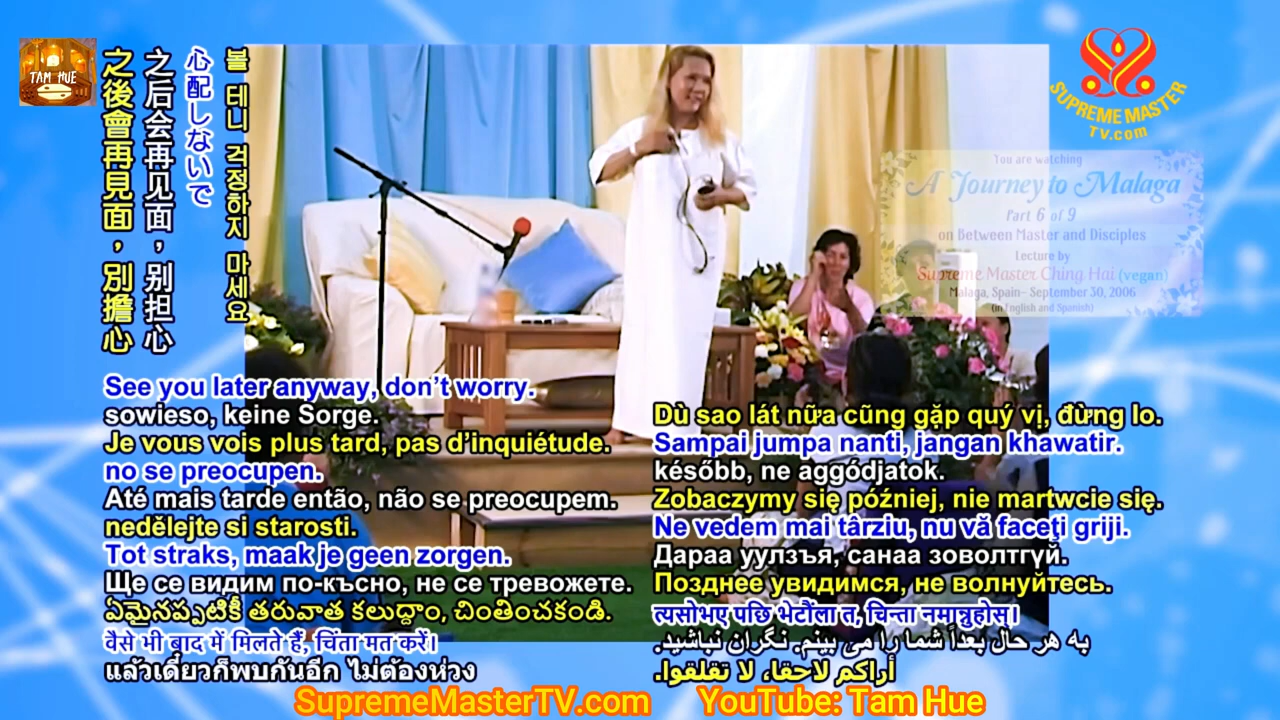 TAM HUE
之後會再見面，別擔心
之后会再见面，别担心
心配しないで
볼 테니 걱정하지 마세요
SUPREME MASTER
TV.com
You are watching
A Journey to Malaga
Part 6 of 9
on Between Master and Disciples
Lecture by
Supreme Master Ching Hai (vegan)
Malaga, Spain– September 30, 2006
(in English and Spanish)
See you later anyway, don’t worry.
sowieso, keine Sorge.
Je vous vois plus tard, pas d’inquiétude.
no se preocupen.
Até mais tarde então, não se preocupem.
nedělejte si starosti.
Tot straks, maak je geen zorgen.
Ще се видим по-късно, не се тревожете.
ఏమైనప్పటికీ తరువాత కలుద్దాం, చింతించకండి.
वैसे भी बाद में मिलते हैं, चिंता मत करें।
แล้วเดี๋ยวก็พบกันอีก ไม่ต้องห่วง
Dù sao lát nữa cũng gặp quý vị, đừng lo.
Sampai jumpa nanti, jangan khawatir.
később, ne aggódjatok.
Zobaczymy się później, nie martwcie się.
Ne vedem mai târziu, nu vă faceţi griji.
Дараа уулзъя, санаа зоволтгүй.
Позднее увидимся, не волнуйтесь.
त्यसोभए पछि भेटौंला त, चिन्ता नमान्नुहोस्।
به هر حال بعداً شما را می بینم. نگران نباشید.
أراكم لاحقا، لا تقلقوا.
SupremeMasterTV.com
YouTube: Tam Hue